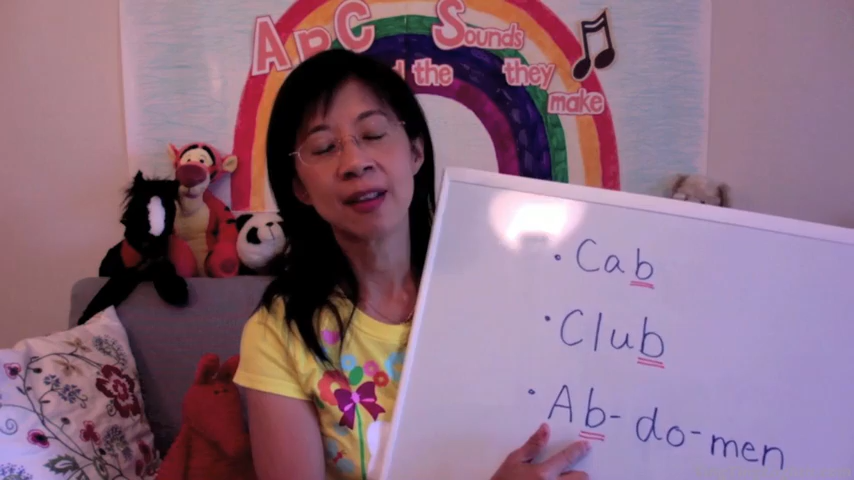 ABC Sounds
the they
make
• Cab
• Club
• Ab-do-men